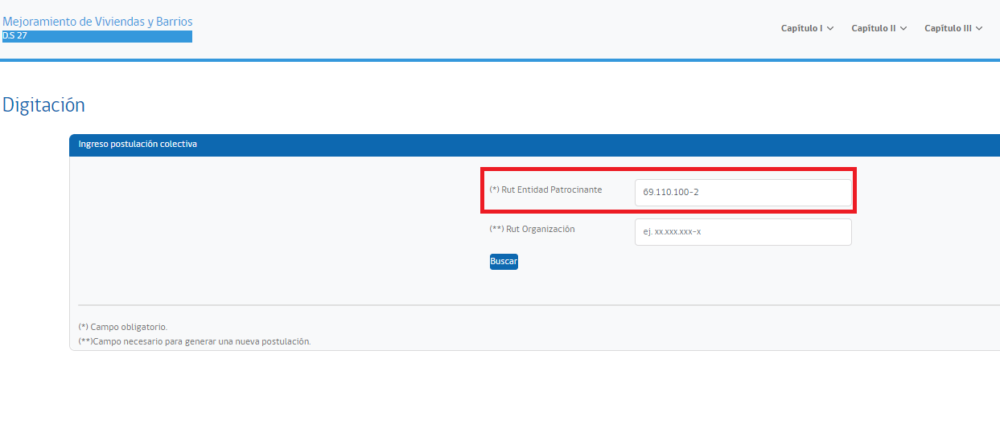 Mejoramiento de Viviendas y Barrios
D.S 27
Capítulo I
Capítulo II
Capítulo III
Digitación
Ingreso postulación colectiva
(*) Rut Entidad Patrocinante
69.110.100-2
(**) Rut Organización
ej. xx.xxx.xxx-x
Buscar
(*) Campo obligatorio.
(**)Campo necesario para generar una nueva postulación.